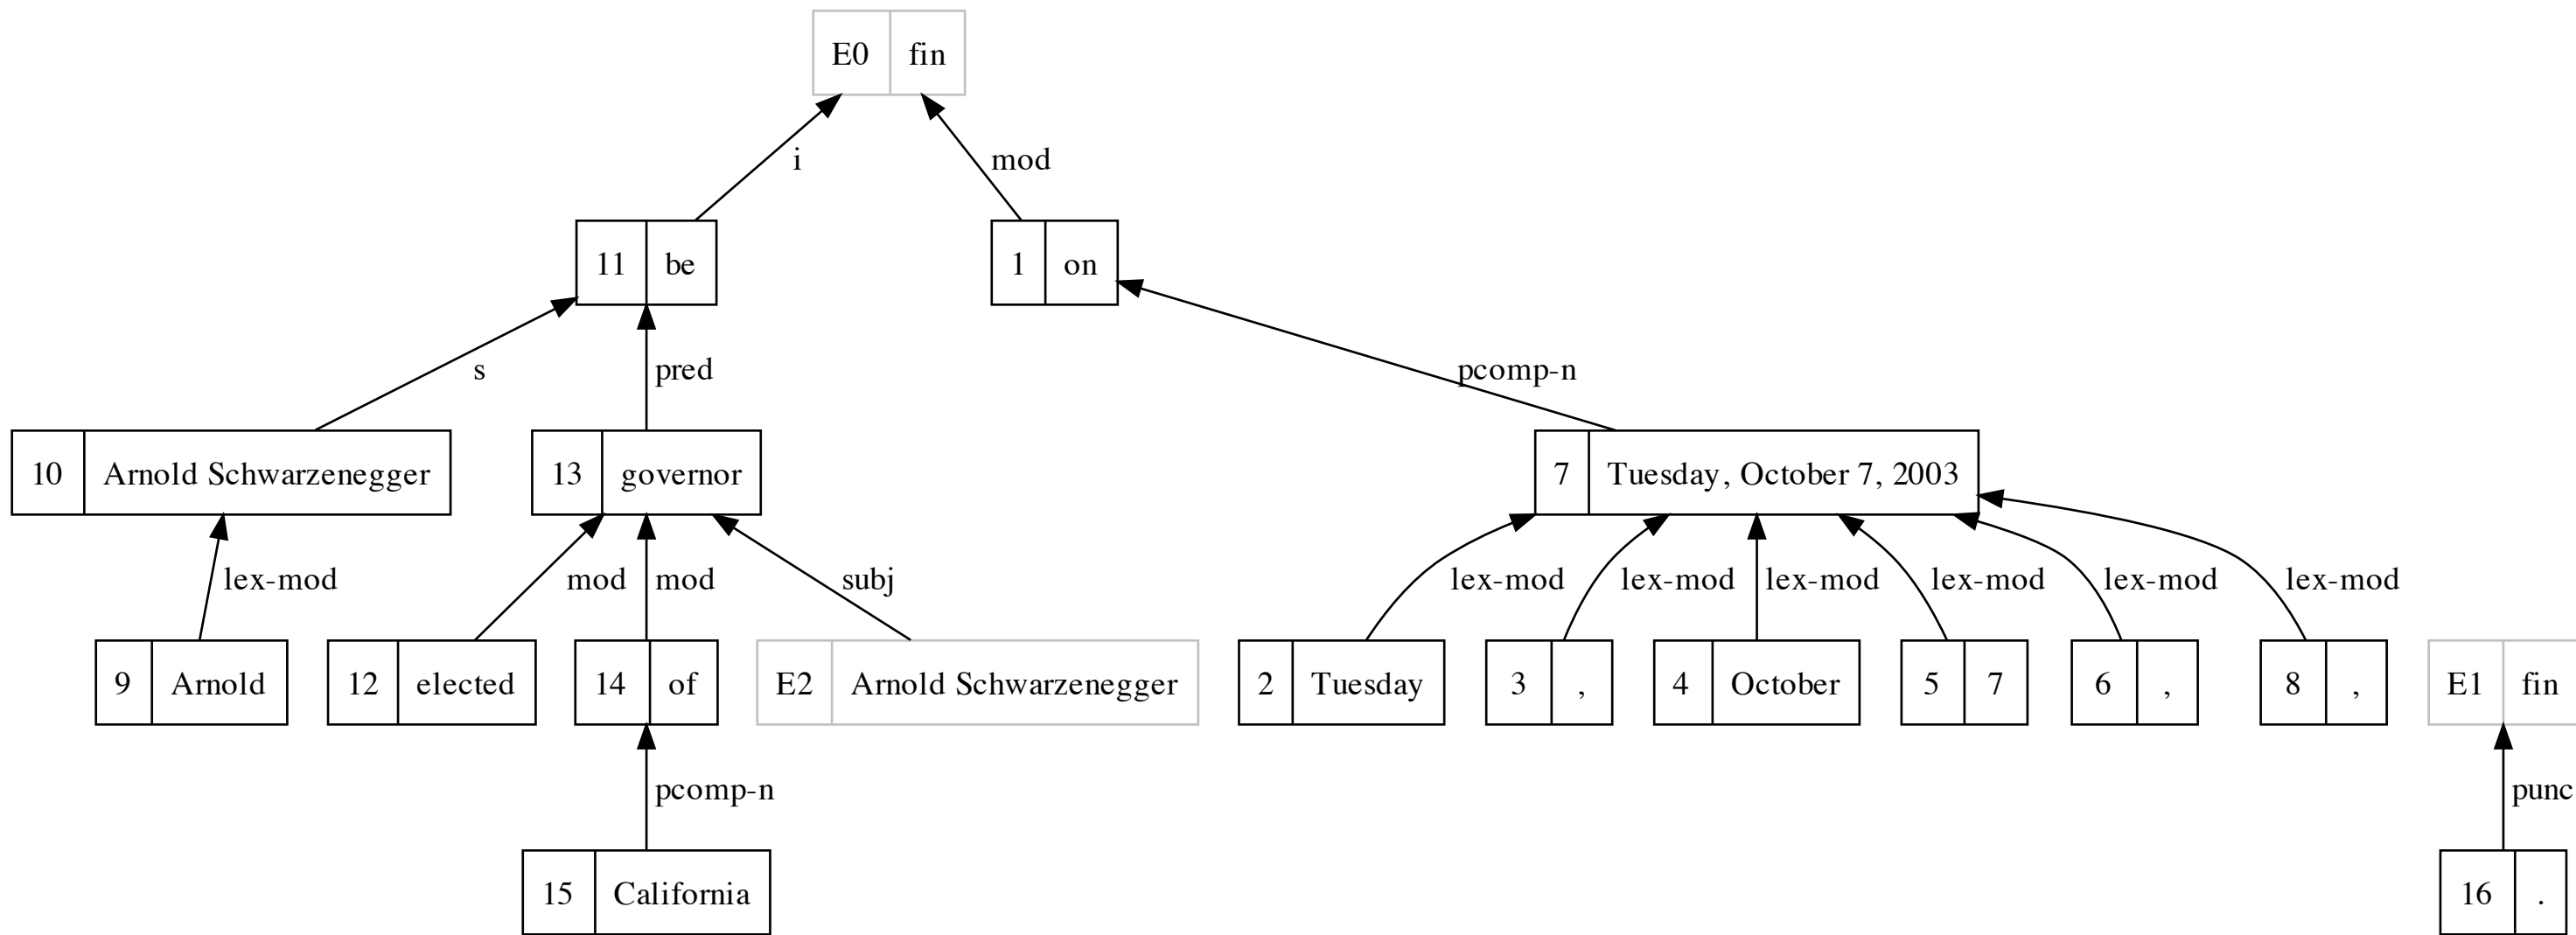 E0 fin
i mod
11 be 1 on
s pred pcomp-n
10 Arnold Schwarzenegger 13 governor 7 Tuesday, October 7, 2003
lex-mod mod mod subj lex-mod lex-mod lex-mod lex-mod lex-mod lex-mod
9 Arnold 12 elected 14 of E2 Arnold Schwarzenegger 2 Tuesday 3 , 4 October 5 7 6 , 8 , E1 fin
pcomp-n punc
15 California 16 .